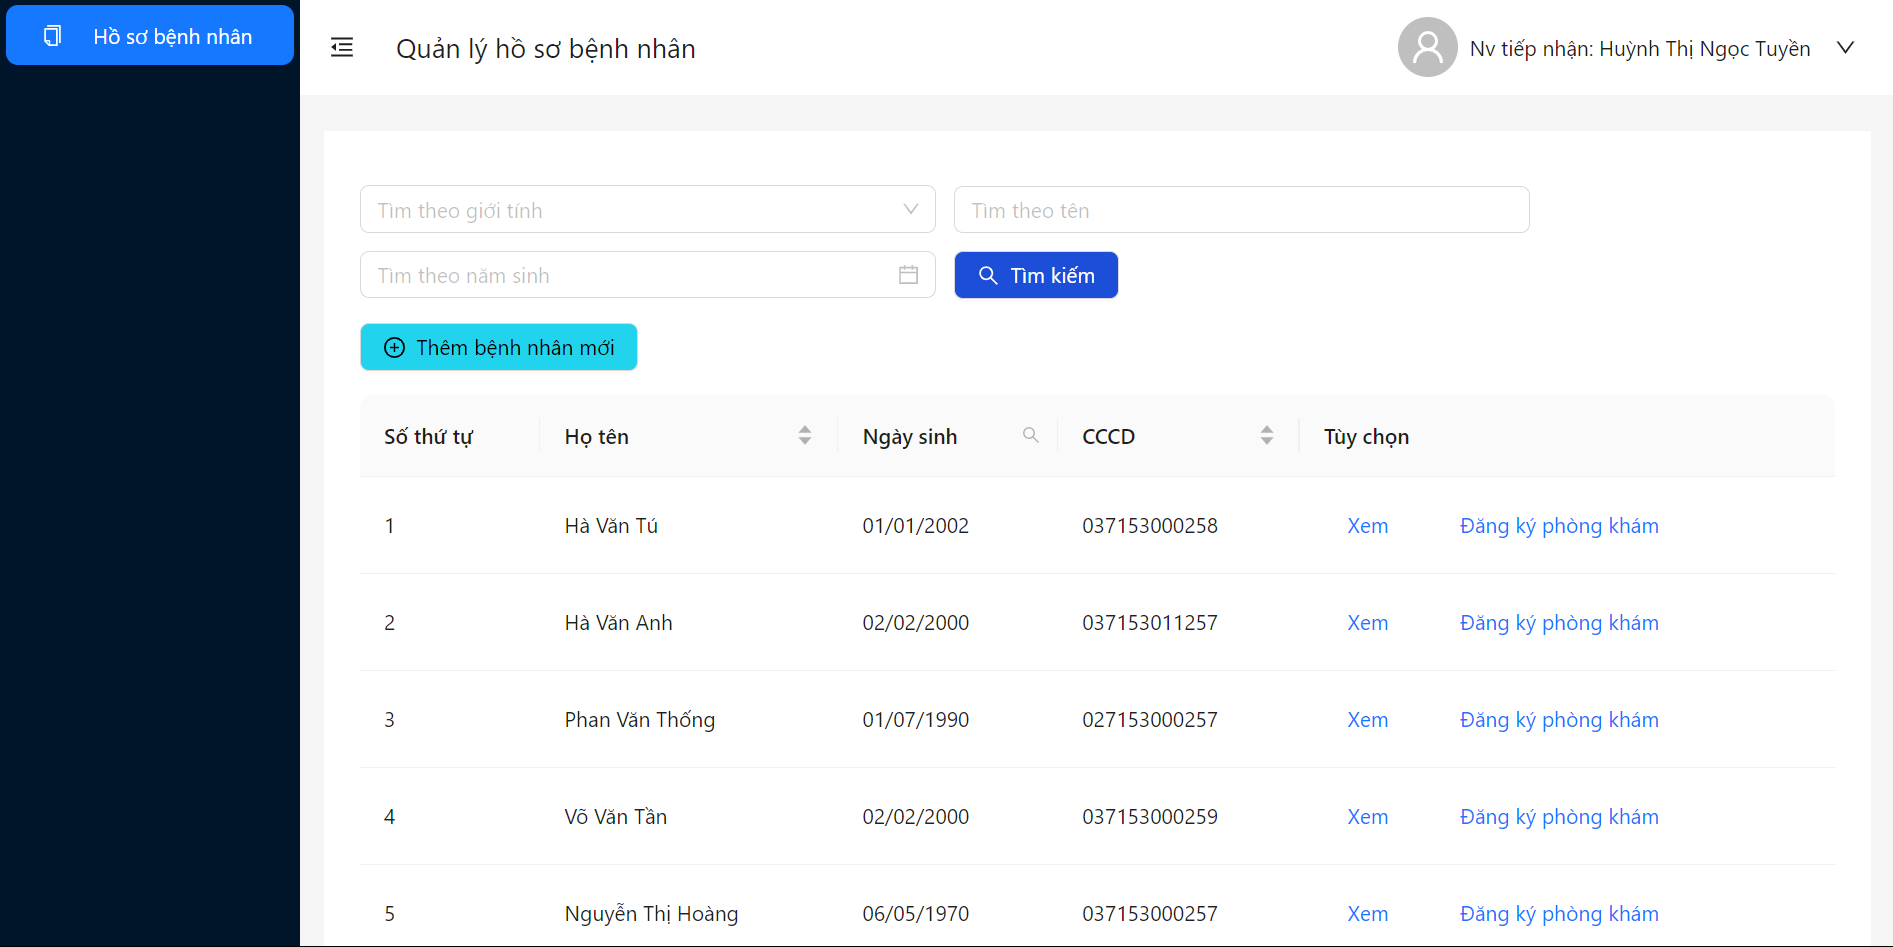 Hồ sơ bệnh nhân
Quản lý hồ sơ bệnh nhân
Nv tiếp nhận: Huỳnh Thị Ngọc Tuyền
Tìm theo giới tính
Tìm theo tên
Tìm theo năm sinh
Tìm kiếm
Thêm bệnh nhân mới
Số thứ tự Họ tên Ngày sinh CCCD Tùy chọn
1 Hà Văn Tú 01/01/2002 037153000258 Xem Đăng ký phòng khám
2 Hà Văn Anh 02/02/2000 037153011257 Xem Đăng ký phòng khám
3 Phan Văn Thống 01/07/1990 027153000257 Xem Đăng ký phòng khám
4 Võ Văn Tần 02/02/2000 037153000259 Xem Đăng ký phòng khám
5 Nguyễn Thị Hoàng 06/05/1970 037153000257 Xem Đăng ký phòng khám